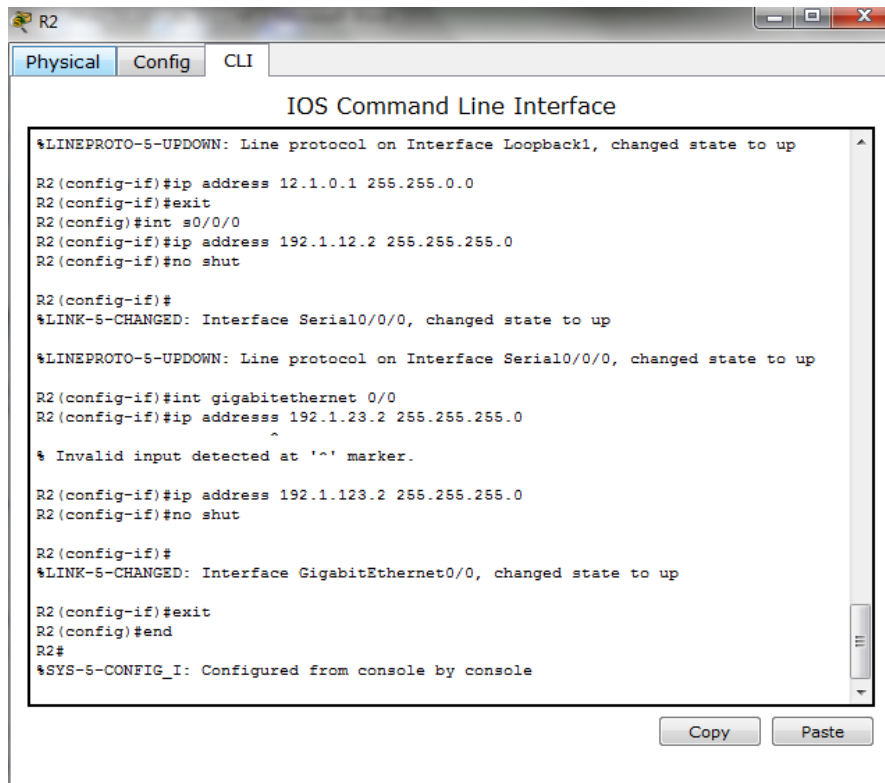 R2
Physical Config CLI
IOS Command Line Interface
%LINEPROTO-5-UPDOWN: Line protocol on Interface Loopback1, changed state to up
R2(config-if)#ip address 12.1.0.1 255.255.0.0
R2(config-if)#exit
R2(config)#int s0/0/0
R2(config-if)#ip address 192.1.12.2 255.255.255.0
R2(config-if)#no shut
R2(config-if)#
%LINK-5-CHANGED: Interface Serial0/0/0, changed state to up
%LINEPROTO-5-UPDOWN: Line protocol on Interface Serial0/0/0, changed state to up
R2(config-if)#int gigabitethernet 0/0
R2(config-if)#ip addresss 192.1.23.2 255.255.255.0
^
% Invalid input detected at '^' marker.
R2(config-if)#ip address 192.1.123.2 255.255.255.0
R2(config-if)#no shut
R2(config-if)#
%LINK-5-CHANGED: Interface GigabitEthernet0/0, changed state to up
R2(config-if)#exit
R2(config)#end
R2#
%SYS-5-CONFIG_I: Configured from console by console
Copy Paste